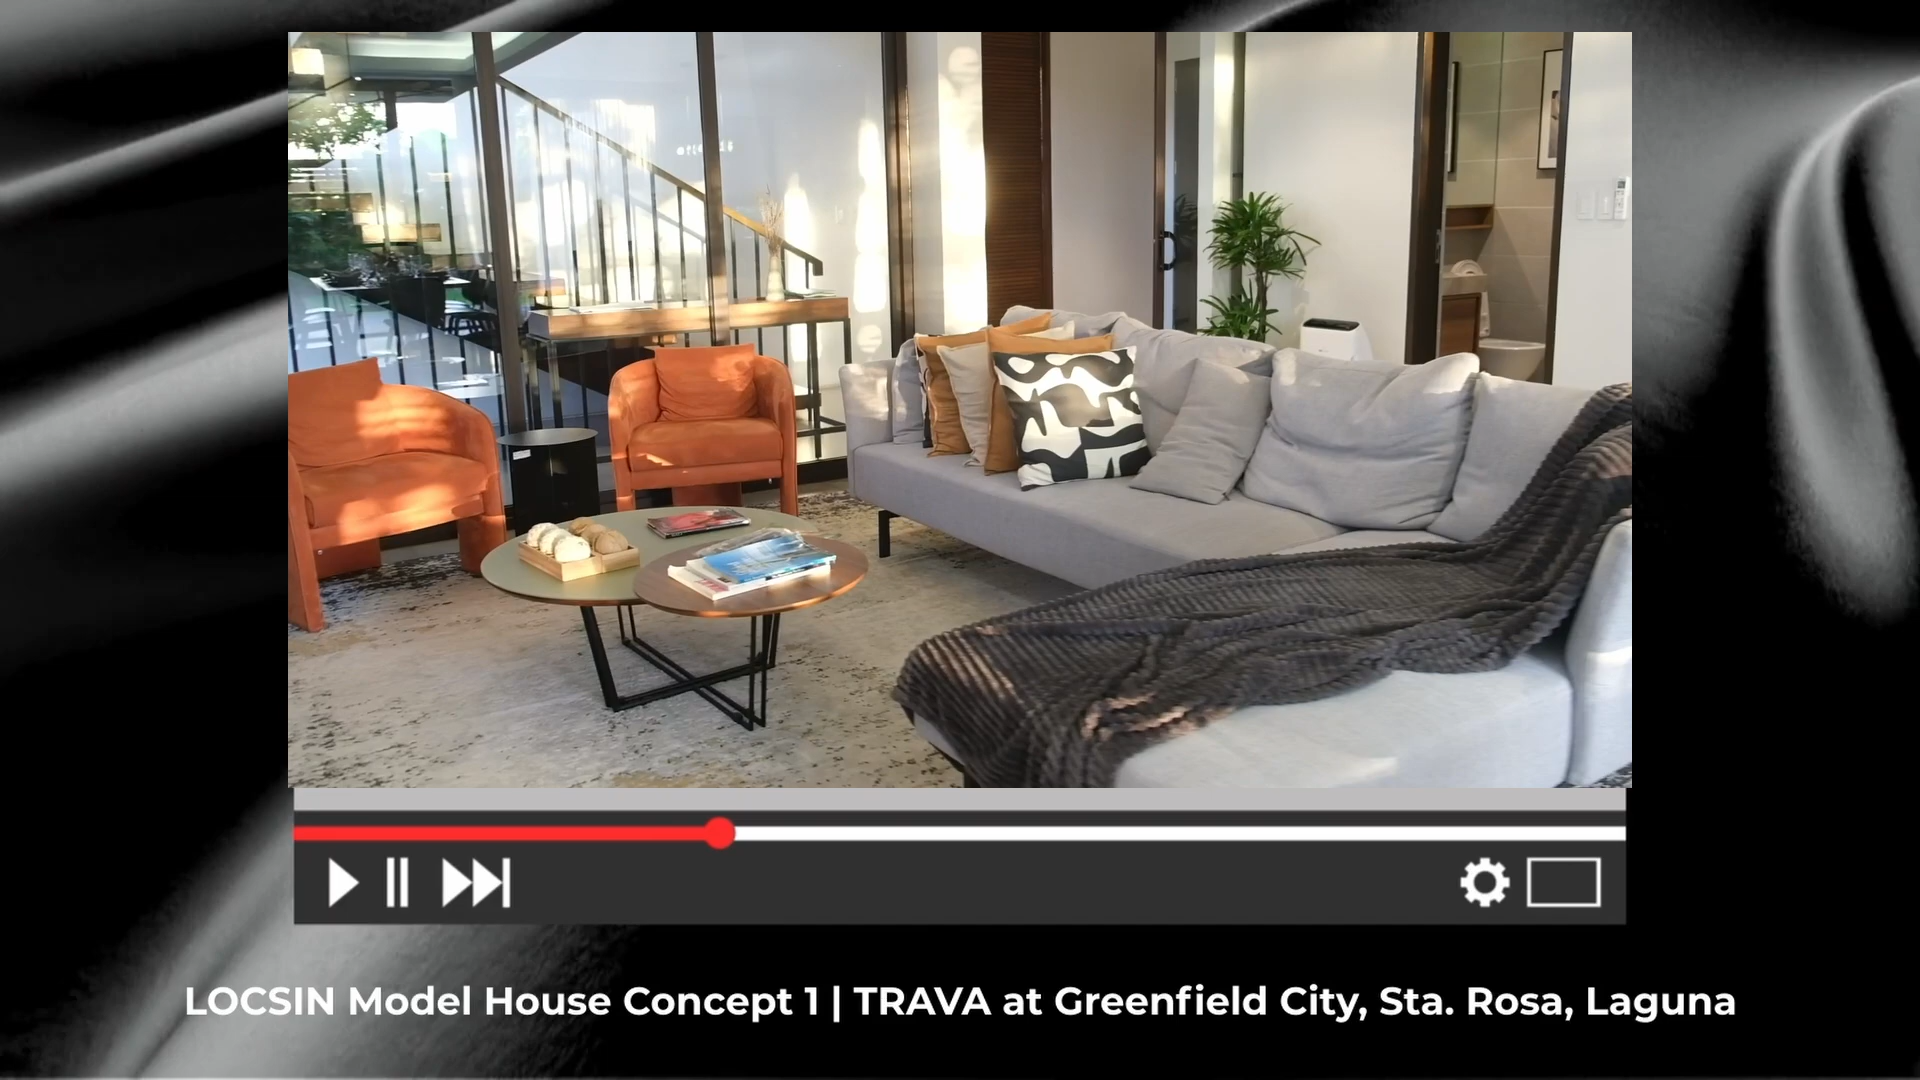 LOCSIN Model House Concept 1 | TRAVA at Greenfield City, Sta. Rosa, Laguna